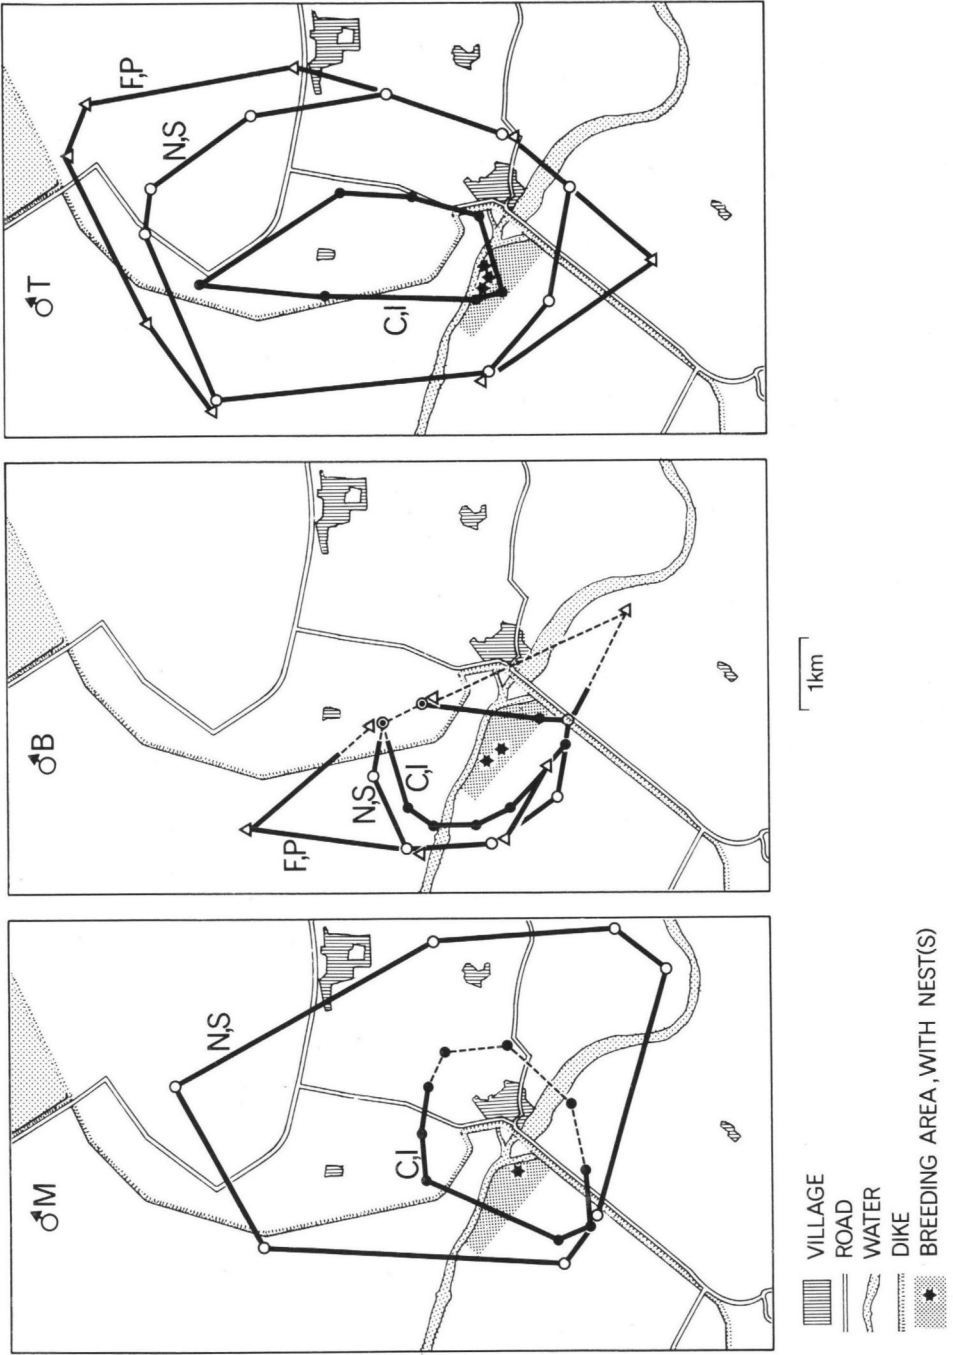 ♂M
N,S
C,I
♂B
F,P
N,S
C,I
♂T
F,P
N,S
C,I
1km
VILLAGE
ROAD
WATER
DIKE
BREEDING AREA, WITH NEST(S)